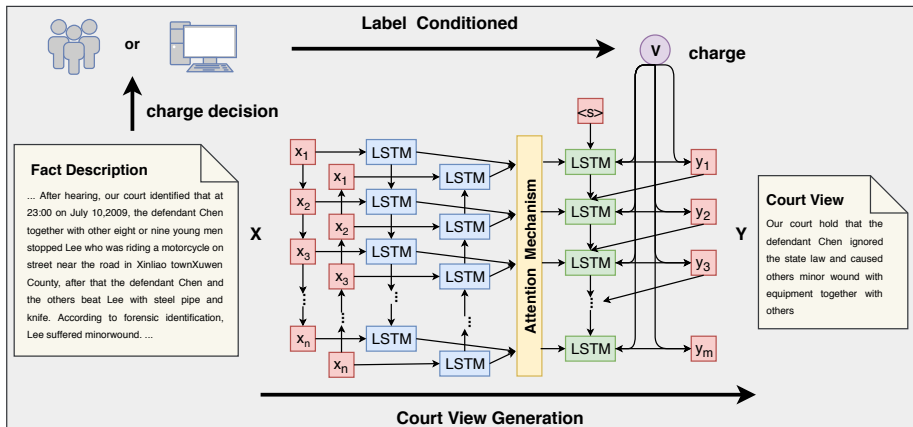 Label Conditioned
or
V
charge
charge decision
<s>
Fact Description
... After hearing, our court identified that at
23:00 on July 10,2009, the defendant Chen
together with other eight or nine young men
stopped Lee who was riding a motorcycle on
street near the road in Xinliao townXuwen
County, after that the defendant Chen and
the others beat Lee with steel pipe and
knife. According to forensic identification,
Lee suffered minorwound. ...
X
x1
LSTM
x1
LSTM
x2
LSTM
x2
LSTM
x3
LSTM
x3
LSTM
...
...
...
...
xn
LSTM
xn
LSTM
Attention Mechanism
LSTM
y1
LSTM
y2
LSTM
y3
...
LSTM
ym
Y
Court View
Our court hold that the
defendant Chen ignored
the state law and caused
others minor wound with
equipment together with
others
Court View Generation